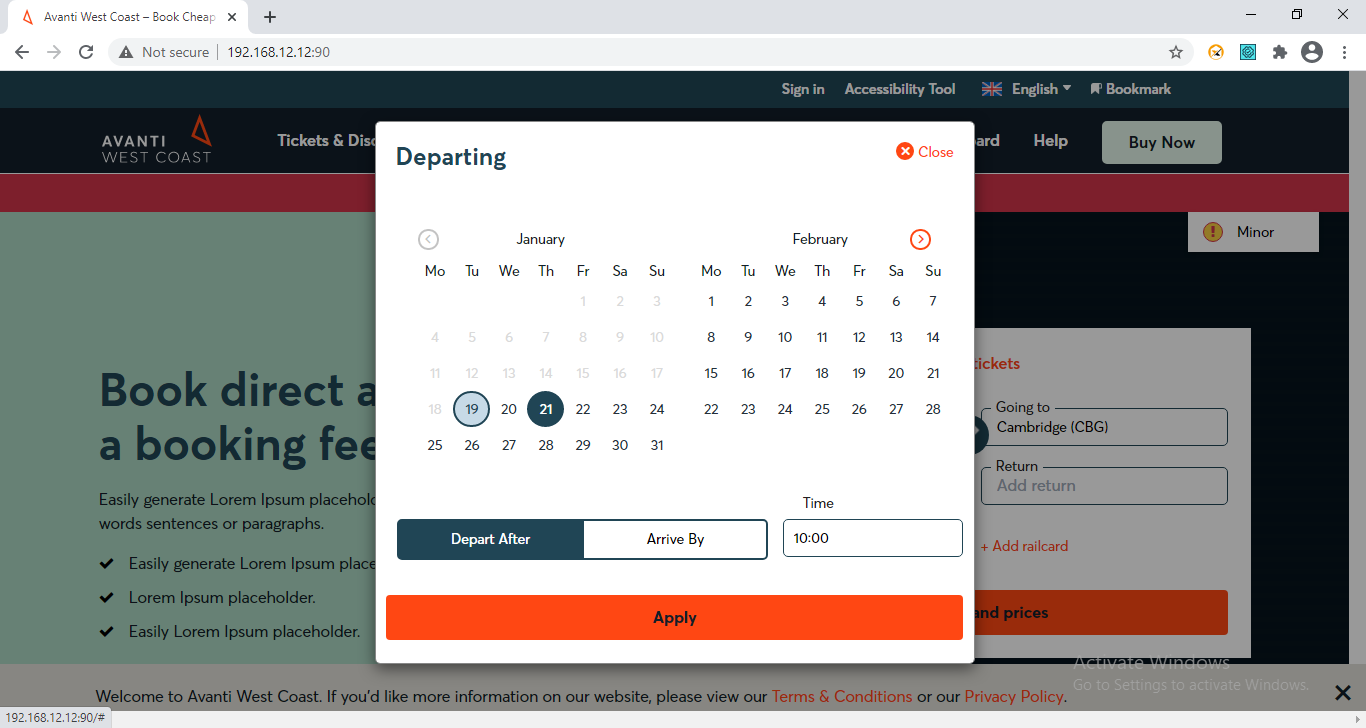 Avanti West Coast – Book Cheap
Not secure 192.168.12.12:90
Sign in Accessibility Tool English Bookmark
AVANTI
WEST COAST
Tickets & Disc
ard Help Buy Now
Departing Close
Minor
January February
Mo Tu We Th Fr Sa Su Mo Tu We Th Fr Sa Su
1 2 3 1 2 3 4 5 6 7
4 5 6 7 8 9 10 8 9 10 11 12 13 14
11 12 13 14 15 16 17 15 16 17 18 19 20 21
18 19 20 21 22 23 24 22 23 24 25 26 27 28
25 26 27 28 29 30 31
Time
Depart After Arrive By 10:00
Apply
Book direct a
a booking fee
Easily generate Lorem Ipsum placehold
words sentences or paragraphs.
Easily generate Lorem Ipsum place
Lorem Ipsum placeholder.
Easily Lorem Ipsum placeholder.
tickets
Going to
Cambridge (CBG)
Return
Add return
+ Add railcard
and prices
Activate Windows
Go to Settings to activate Windows.
Welcome to Avanti West Coast. If you'd like more information on our website, please view our Terms & Conditions or our Privacy Policy.
192.168.12.12:90/#